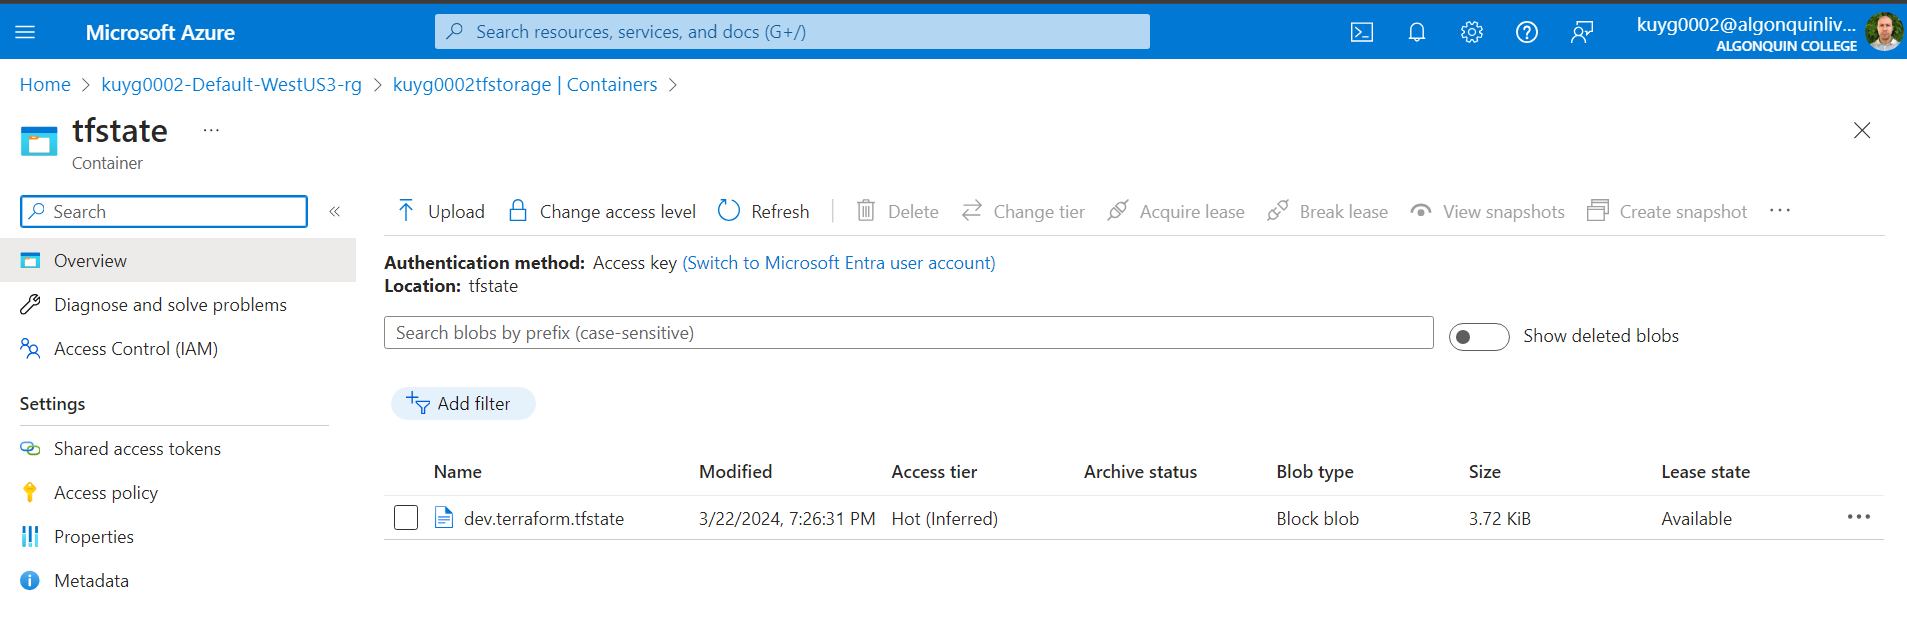 Microsoft Azure
Search resources, services, and docs (G+/)
kuyg0002@algonquinliv...
ALGONQUIN COLLEGE
Home > kuyg0002-Default-WestUS3-rg > kuyg0002tfstorage | Containers >
tfstate ...
Container
Search «
Upload Change access level Refresh Delete Change tier Acquire lease Break lease View snapshots Create snapshot ...
Overview
Diagnose and solve problems
Access Control (IAM)
Settings
Shared access tokens
Access policy
Properties
Metadata
Authentication method: Access key (Switch to Microsoft Entra user account)
Location: tfstate
Search blobs by prefix (case-sensitive)
Show deleted blobs
Add filter
Name Modified Access tier Archive status Blob type Size Lease state
dev.terraform.tfstate 3/22/2024, 7:26:31 PM Hot (Inferred) Block blob 3.72 KiB Available ...